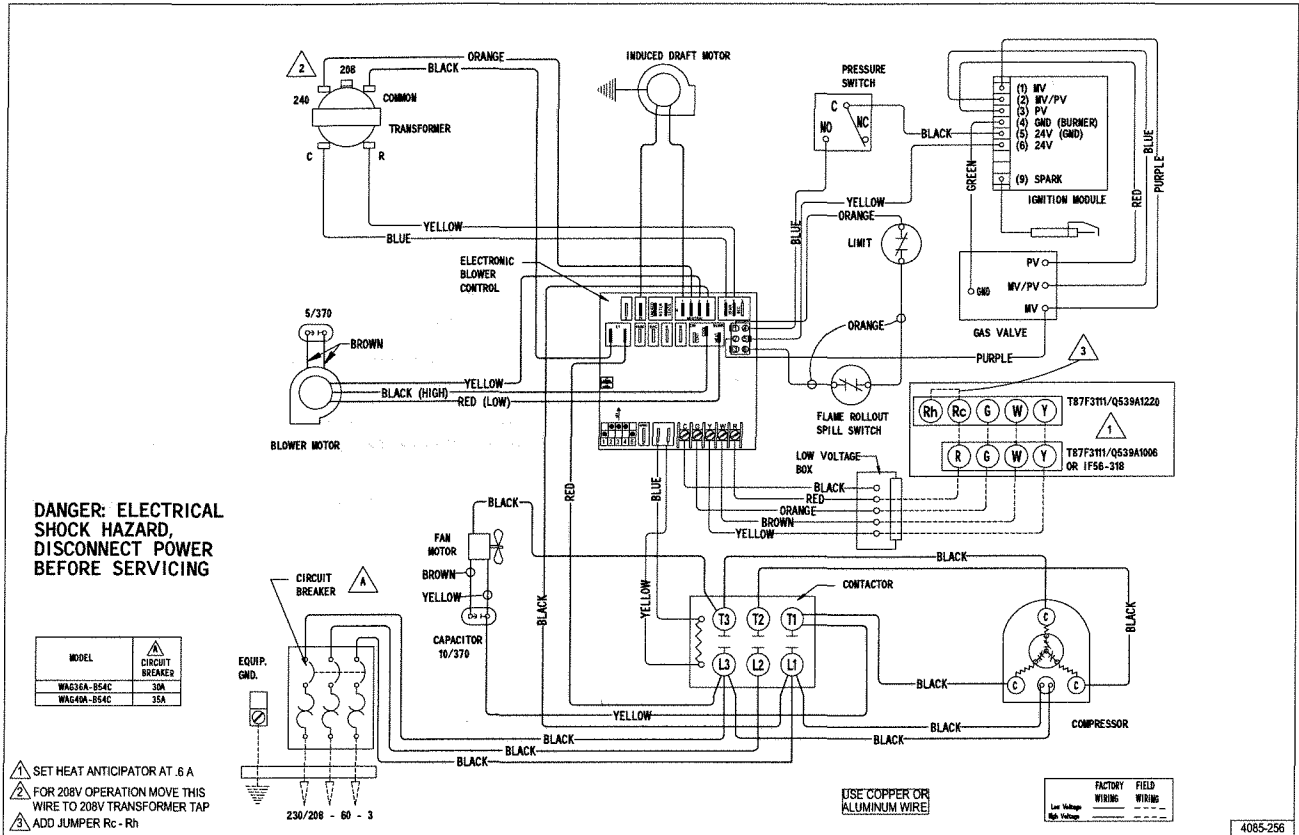 2
208
240
COMMON
TRANSFORMER
C
R
ORANGE
BLACK
YELLOW
BLUE
INDUCED DRAFT MOTOR
PRESSURE
SWITCH
C
NO
NC
BLACK
(1) MV
(2) MV/PV
(3) PV
(4) GND (BURNER)
(5) 24V (GND)
(6) 24V
(9) SPARK
IGNITION MODULE
GREEN
RED
BLUE
PURPLE
YELLOW
ORANGE
BLUE
LIMIT
PV
MV/PV
GND
MV
GAS VALVE
ORANGE
PURPLE
FLAME ROLLOUT
SPILL SWITCH
ELECTRONIC
BLOWER
CONTROL
5/370
BROWN
YELLOW
BLACK (HIGH)
RED (LOW)
BLOWER MOTOR
3
Rh Rc G W Y
T87F3111/Q539A1220
1
R G W Y
T87F3111/Q539A1006
OR IF56-318
1 2 3 4 5
C G Y W R
LOW VOLTAGE
BOX
BLACK
RED
ORANGE
BROWN
YELLOW
DANGER: ELECTRICAL
SHOCK HAZARD,
DISCONNECT POWER
BEFORE SERVICING
BLACK
FAN
MOTOR
BROWN
YELLOW
CAPACITOR
10/370
RED
BLACK
BLUE
YELLOW
CONTACTOR
T3 T2 T1
L3 L2 L1
BLACK
BLACK
BLACK
C
C C
COMPRESSOR
CIRCUIT
BREAKER
A
MODEL
A
CIRCUIT
BREAKER
WAG36A-B54C 30A
WAG40A-B54C 35A
EQUIP.
GND.
YELLOW
BLACK
BLACK
BLACK
BLACK
BLACK
230/208 - 60 - 3
1 SET HEAT ANTICIPATOR AT .6 A
2 FOR 208V OPERATION MOVE THIS
WIRE TO 208V TRANSFORMER TAP
3 ADD JUMPER Rc - Rh
USE COPPER OR
ALUMINUM WIRE
FACTORY WIRING
FIELD WIRING
Low Voltage
High Voltage
4085-256